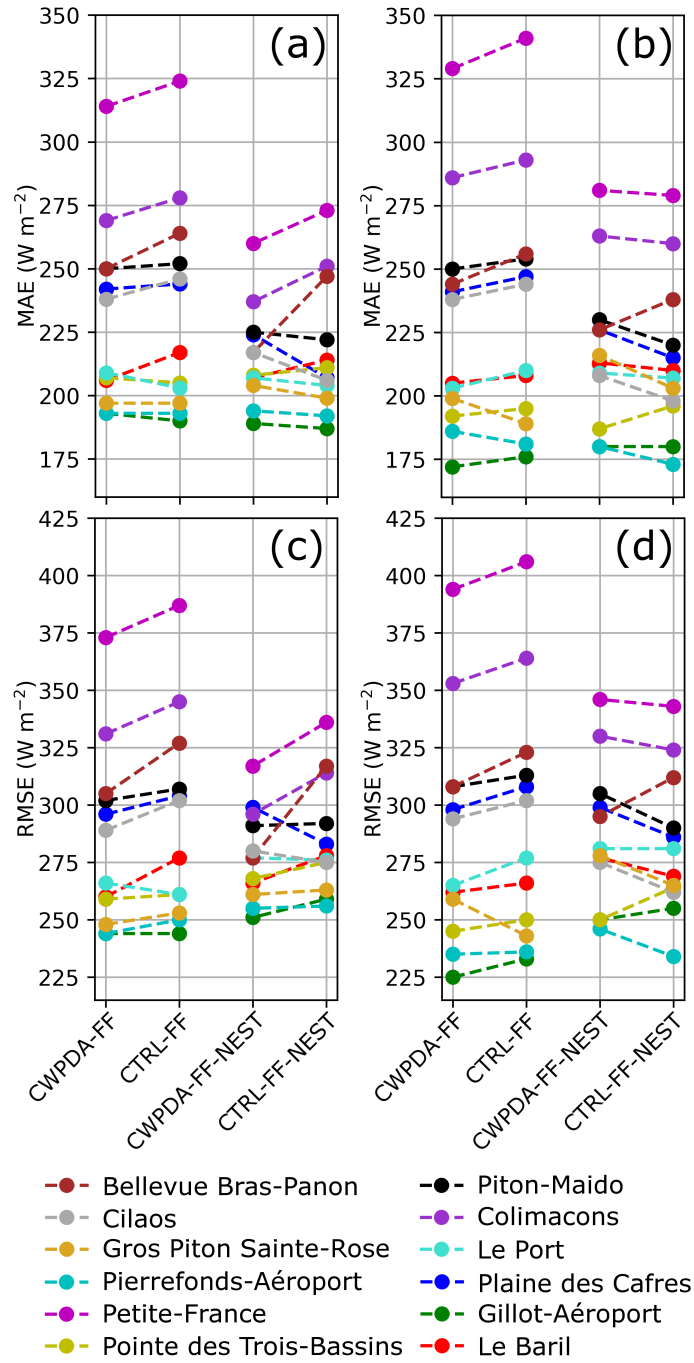 350
325
300
275
250
225
200
175
MAE (W m⁻²)
(a)
350
325
300
275
250
225
200
175
MAE (W m⁻²)
(b)
425
400
375
350
325
300
275
250
225
RMSE (W m⁻²)
(c)
425
400
375
350
325
300
275
250
225
RMSE (W m⁻²)
(d)
CWPDA-FF
CTRL-FF
CWPDA-FF-NEST
CTRL-FF-NEST
CWPDA-FF
CTRL-FF
CWPDA-FF-NEST
CTRL-FF-NEST
Bellevue Bras-Panon
Cilaos
Gros Piton Sainte-Rose
Pierrefonds-Aéroport
Petite-France
Pointe des Trois-Bassins
Piton-Maido
Colimacons
Le Port
Plaine des Cafres
Gillot-Aéroport
Le Baril